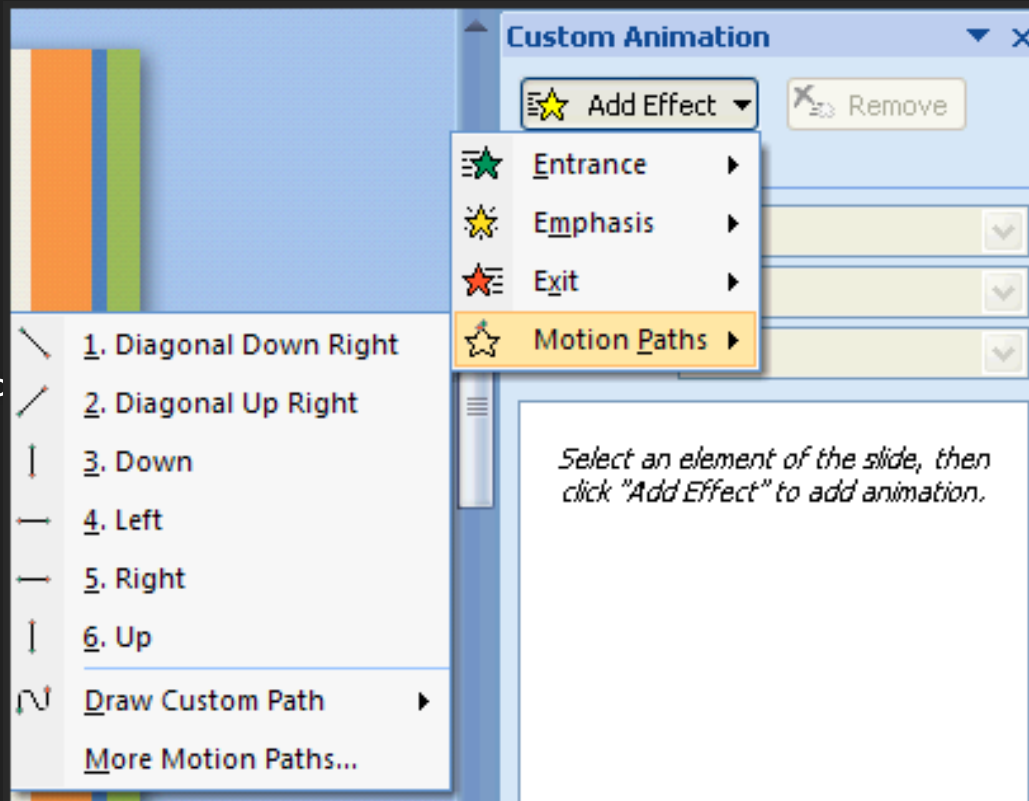 Custom Animation
Add Effect
Remove
Entrance
Emphasis
Exit
Motion Paths
1. Diagonal Down Right
2. Diagonal Up Right
3. Down
4. Left
5. Right
6. Up
Draw Custom Path
More Motion Paths...
Select an element of the slide, then
click "Add Effect" to add animation.